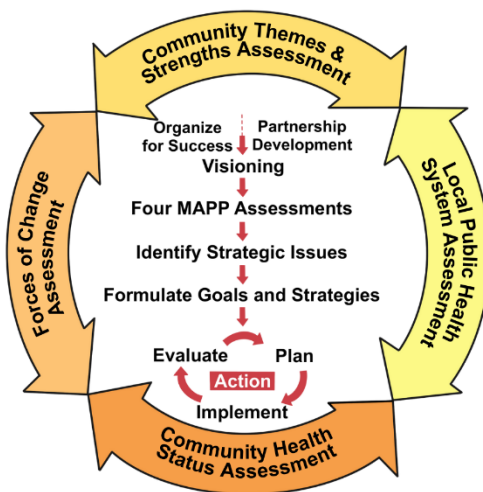 Community Themes &
Strengths Assessment
Organize
for Success
Partnership
Development
Visioning
Four MAPP Assessments
Identify Strategic Issues
Formulate Goals and Strategies
Evaluate
Plan
Action
Implement
Forces of Change
Assessment
Local Public Health
System Assessment
Community Health
Status Assessment